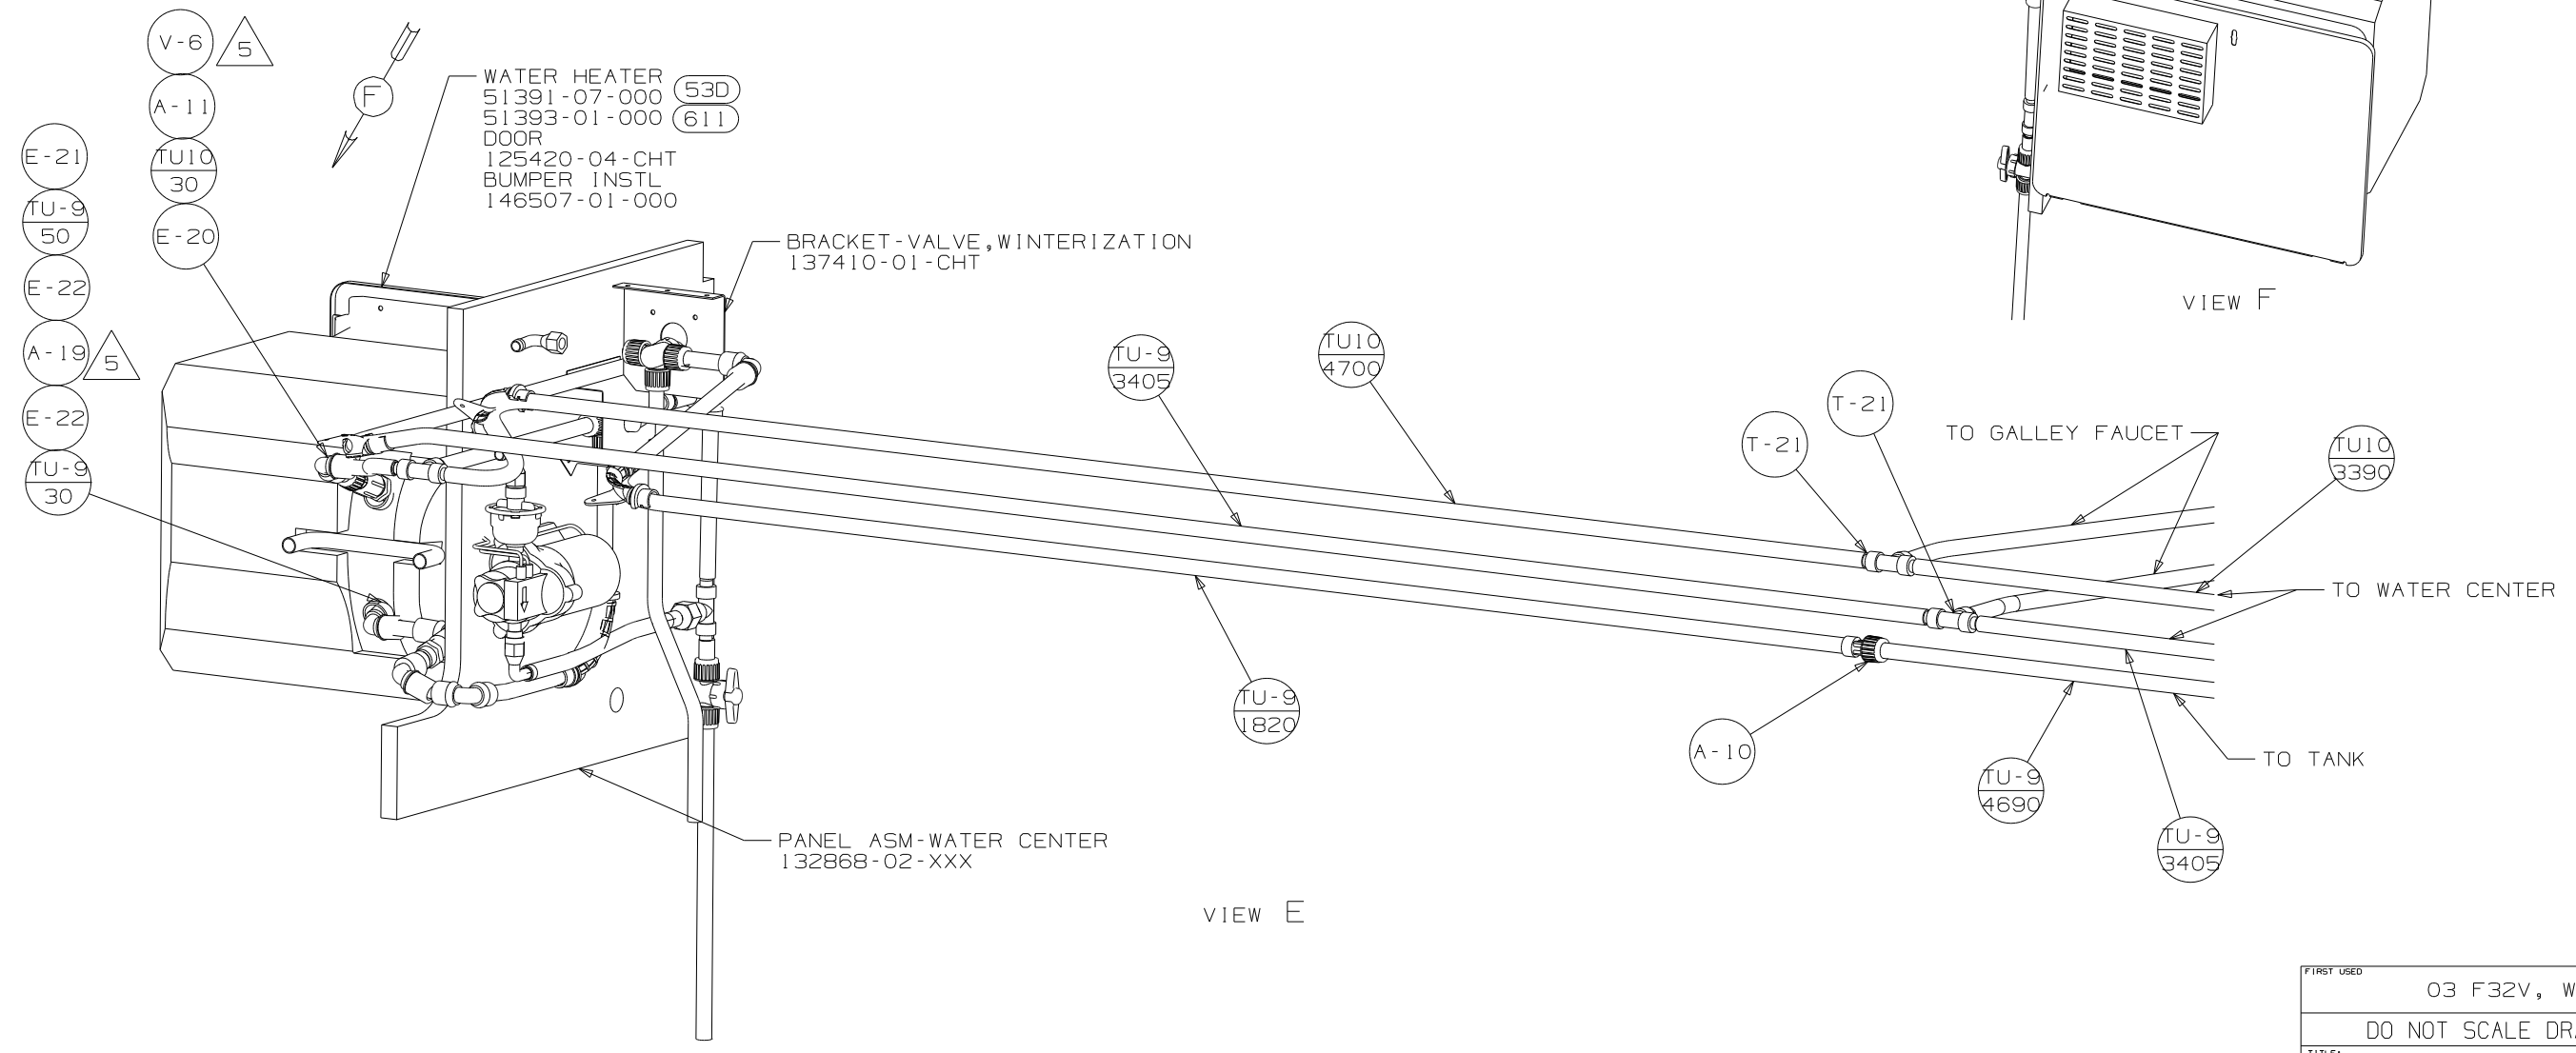 V-6
5
A-11
TU10
30
E-20
E-21
TU-9
50
E-22
A-19
5
E-22
TU-9
30
F
WATER HEATER
51391-07-000 53D
51393-01-000 611
DOOR
125420-04-CHT
BUMPER INSTL
146507-01-000
BRACKET-VALVE,WINTERIZATION
137410-01-CHT
VIEW F
TU-9
3405
TU10
4700
T-21
T-21
TO GALLEY FAUCET
TU10
3390
TO WATER CENTER
TU-9
1820
A-10
TU-9
4690
TO TANK
TU-9
3405
PANEL ASM-WATER CENTER
132868-02-XXX
VIEW E
FIRST USED
03 F32V, W
DO NOT SCALE DR
TITLE: